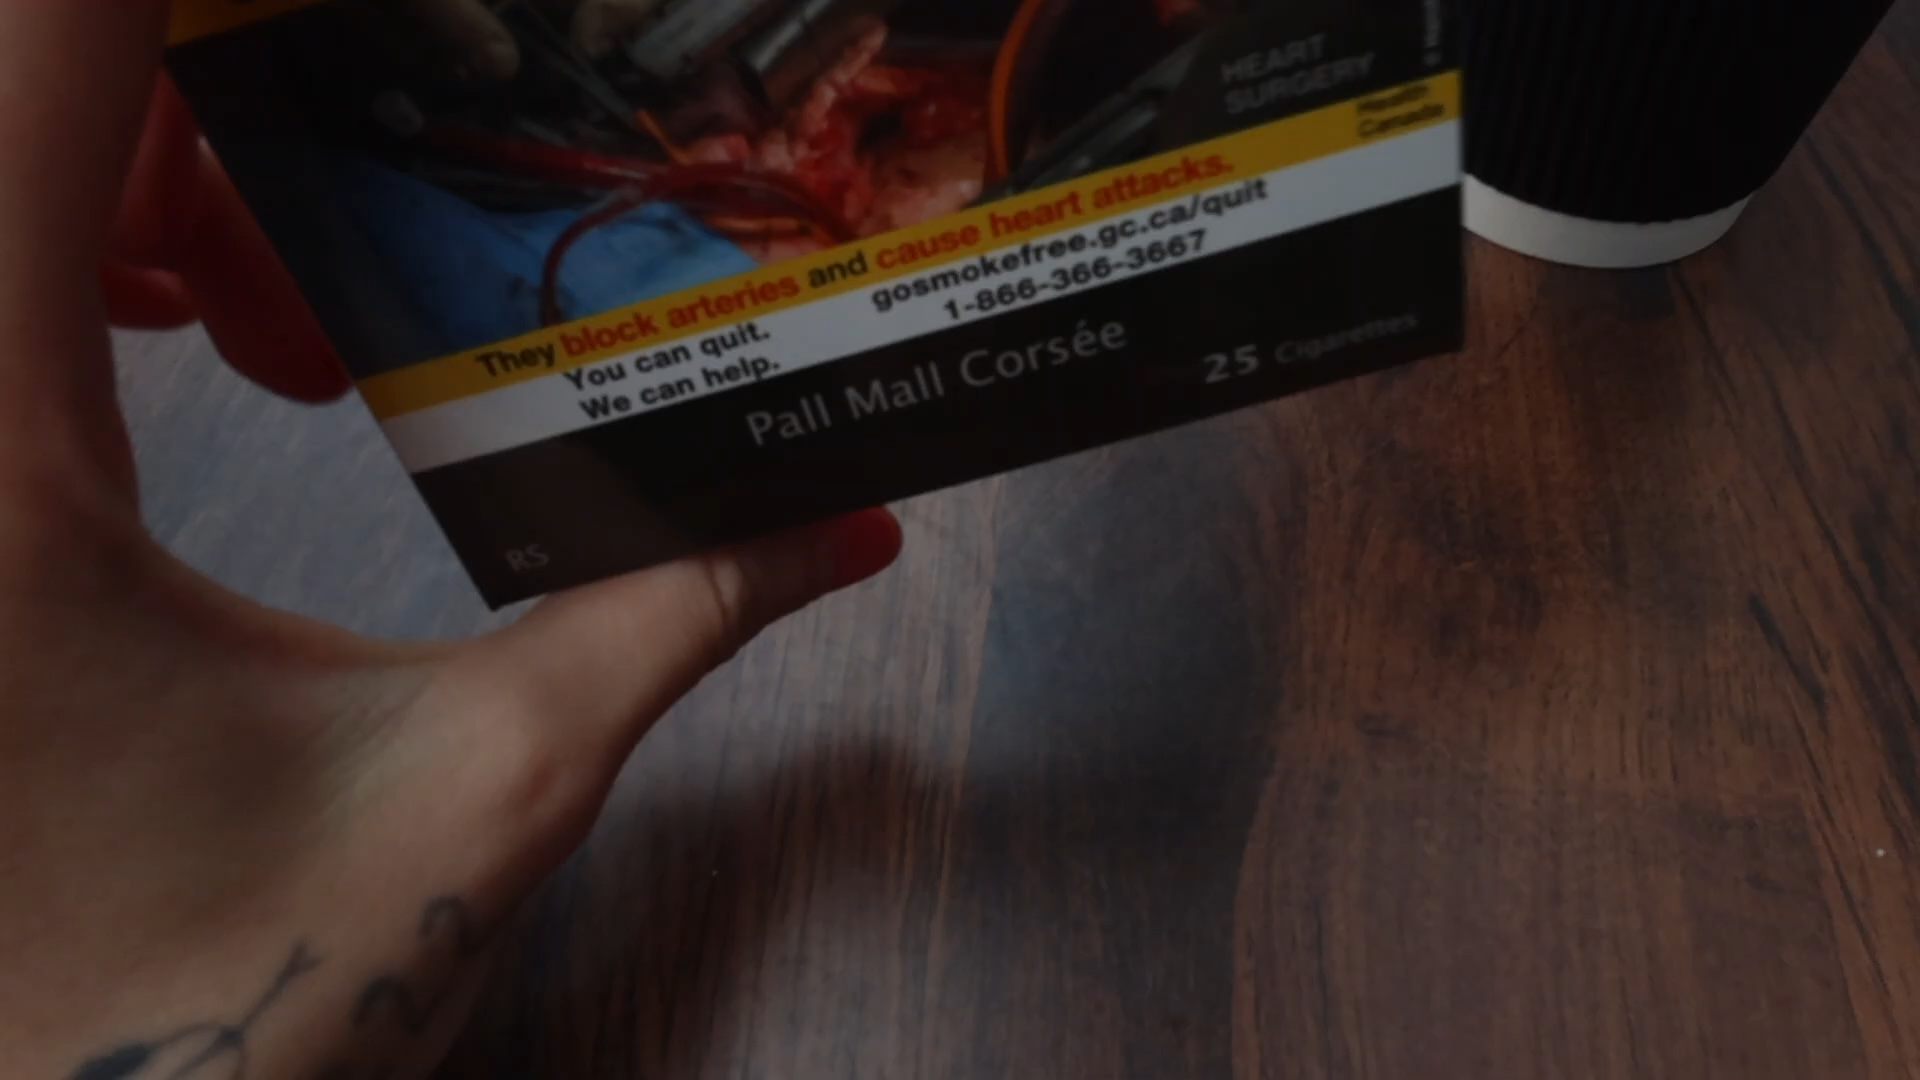 HEART
SURGERY
Health
Canada
They block arteries and cause heart attacks.
You can quit.
We can help.
gosmokefree.gc.ca/quit
1-866-366-3667
Pall Mall Corsée
25 Cigarettes
RS